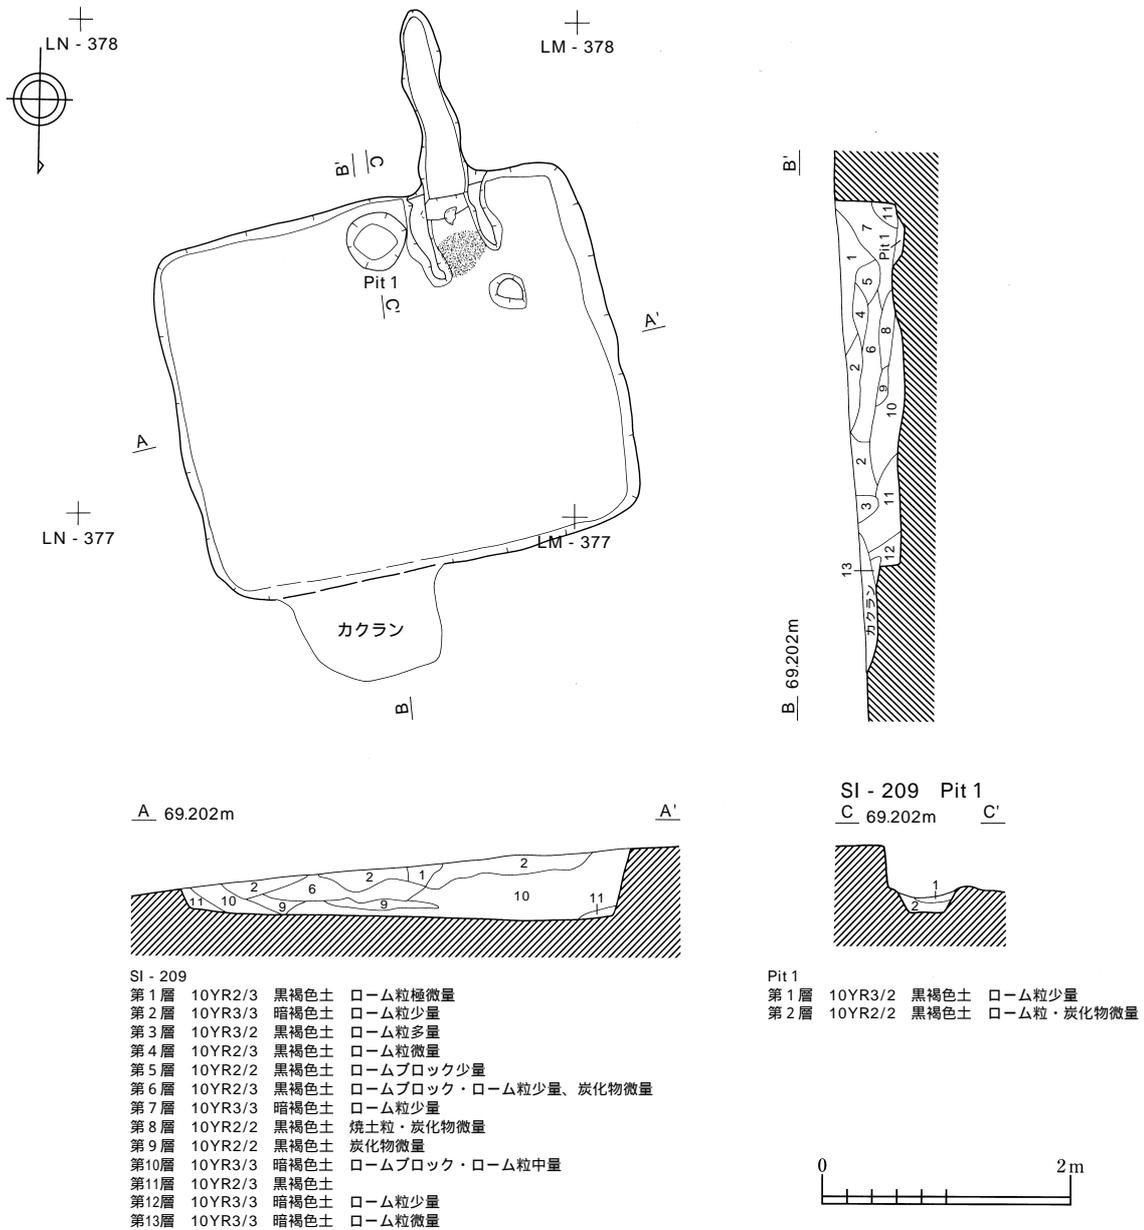 LN - 378
LM - 378
B'
C
Pit 1
C'
A'
A
LN - 377
LM - 377
カクラン
B
B'
11
7
Pit 1
1
5
4
8
6
2
9
10
2
11
3
12
13
カクラン
B 69.202m
A 69.202m A'
2
2
1
2
6
11
10
9
9
10
11
SI - 209 Pit 1
C 69.202m C'
1
2
SI - 209
第1層 10YR2/3 黒褐色土 ローム粒極微量
第2層 10YR3/3 暗褐色土 ローム粒少量
第3層 10YR3/2 黒褐色土 ローム粒多量
第4層 10YR2/3 黒褐色土 ローム粒微量
第5層 10YR2/2 黒褐色土 ロームブロック少量
第6層 10YR2/3 黒褐色土 ロームブロック・ローム粒少量、炭化物微量
第7層 10YR3/3 暗褐色土 ローム粒少量
第8層 10YR2/2 黒褐色土 焼土粒・炭化物微量
第9層 10YR2/2 黒褐色土 炭化物微量
第10層 10YR3/3 暗褐色土 ロームブロック・ローム粒中量
第11層 10YR2/3 黒褐色土
第12層 10YR3/3 暗褐色土 ローム粒少量
第13層 10YR3/3 暗褐色土 ローム粒微量
Pit 1
第1層 10YR3/2 黒褐色土 ローム粒少量
第2層 10YR2/2 黒褐色土 ローム粒・炭化物微量
0 2m